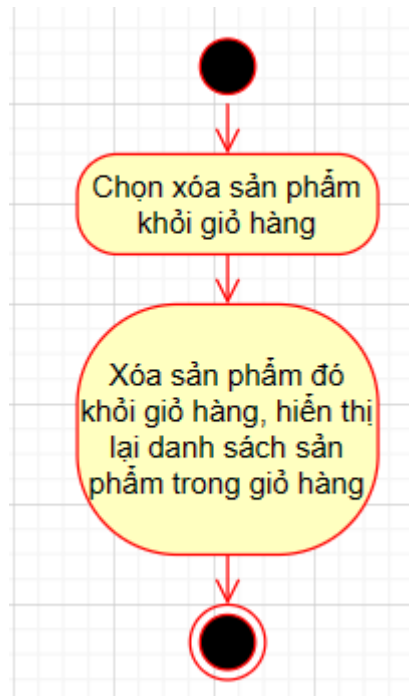 Chọn xóa sản phẩm
khỏi giỏ hàng
Xóa sản phẩm đó
khỏi giỏ hàng, hiển thị
lại danh sách sản
phẩm trong giỏ hàng